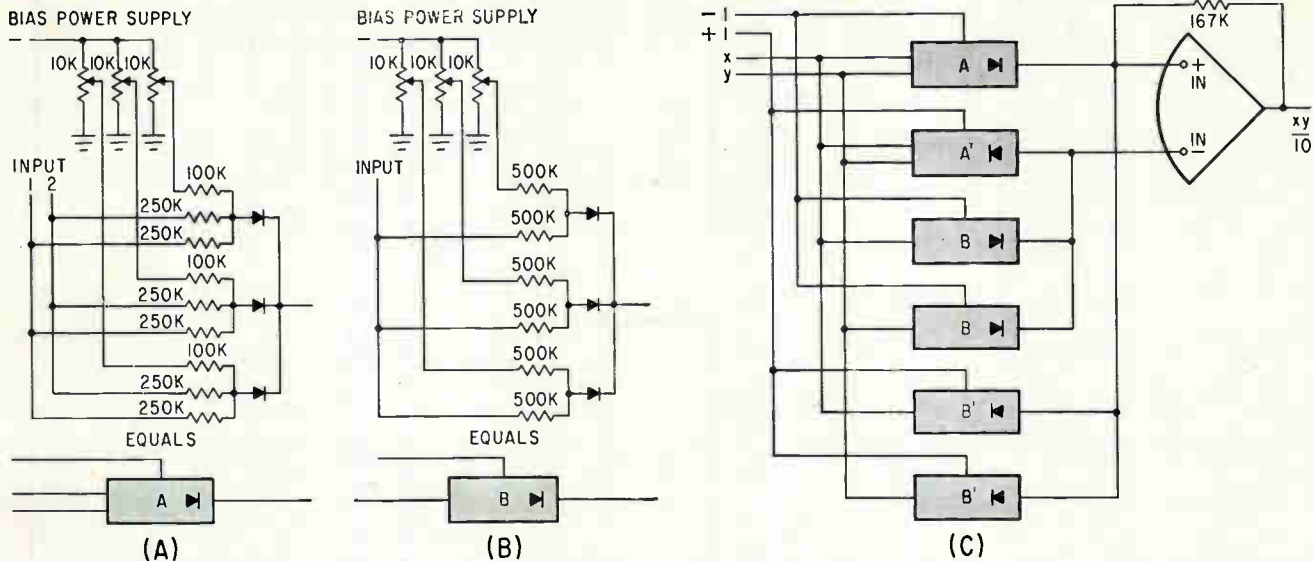 BIAS POWER SUPPLY
−
10K 10K 10K
INPUT
1 2
100K
250K
250K
100K
250K
250K
100K
250K
250K
EQUALS
A
(A)
BIAS POWER SUPPLY
−
10K 10K 10K
INPUT
500K
500K
500K
500K
500K
500K
EQUALS
B
(B)
− 1
+ 1
x
y
A
A'
B
B
B'
B'
167K
+
IN
IN
−
xy
10
(C)